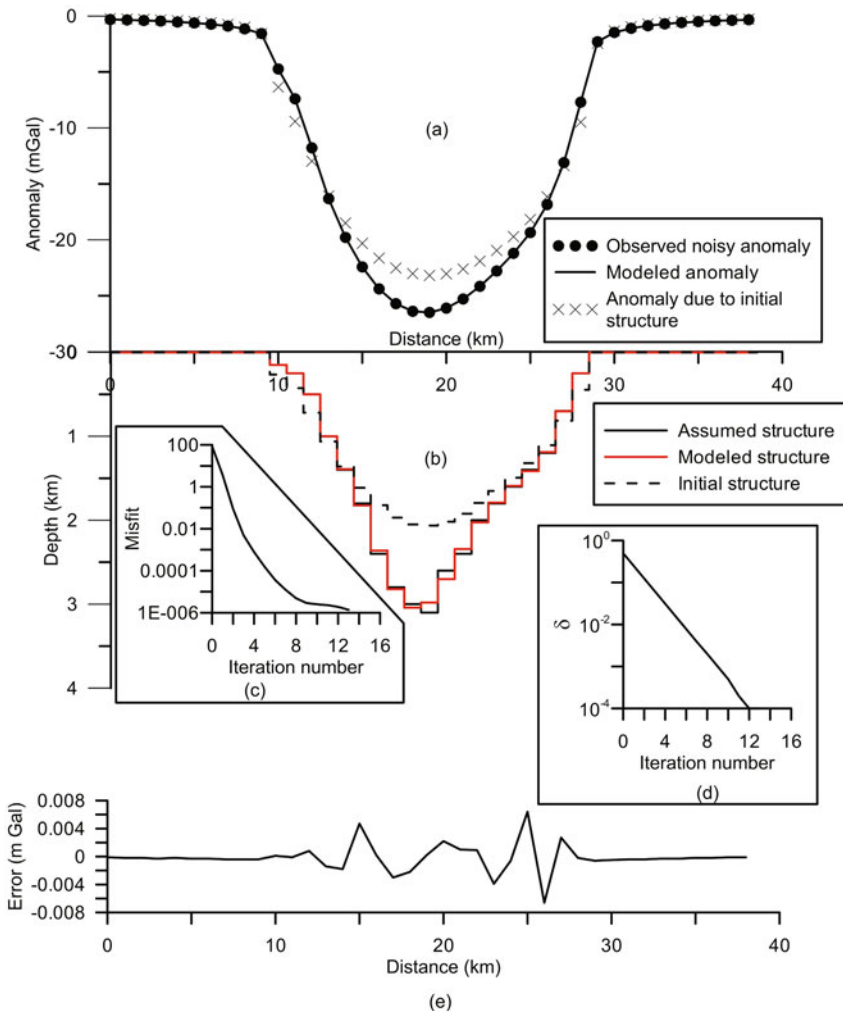 0
-10
-20
-30
Anomaly (mGal)
(a)
Observed noisy anomaly
Modeled anomaly
Anomaly due to initial
structure
Distance (km)
0
10
20
30
40
1
2
3
4
Depth (km)
(b)
Assumed structure
Modeled structure
Initial structure
100
1
0.01
0.0001
1E-006
Misfit
0 4 8 12 16
Iteration number
(c)
10⁰
10⁻²
10⁻⁴
δ
0 4 8 12 16
Iteration number
(d)
0.008
0.004
0
-0.004
-0.008
Error (m Gal)
0 10 20 30 40
Distance (km)
(e)